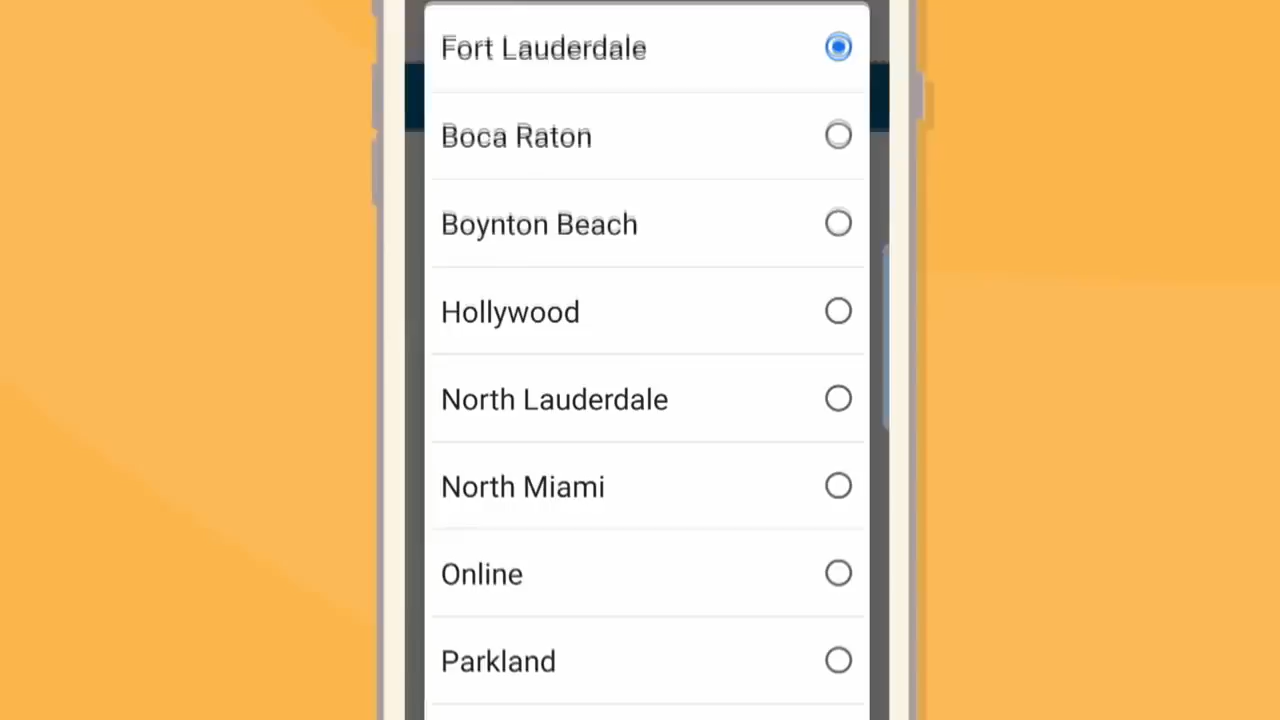 Fort Lauderdale
Boca Raton
Boynton Beach
Hollywood
North Lauderdale
North Miami
Online
Parkland